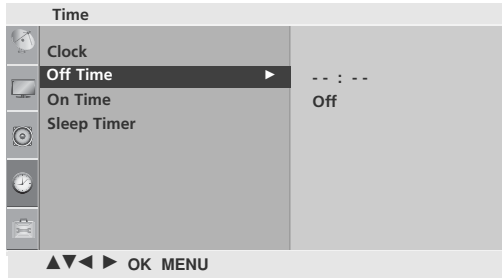 Time
Clock
Off Time ►
- - : - -
On Time
Off
Sleep Timer
▲▼◄ ► OK MENU